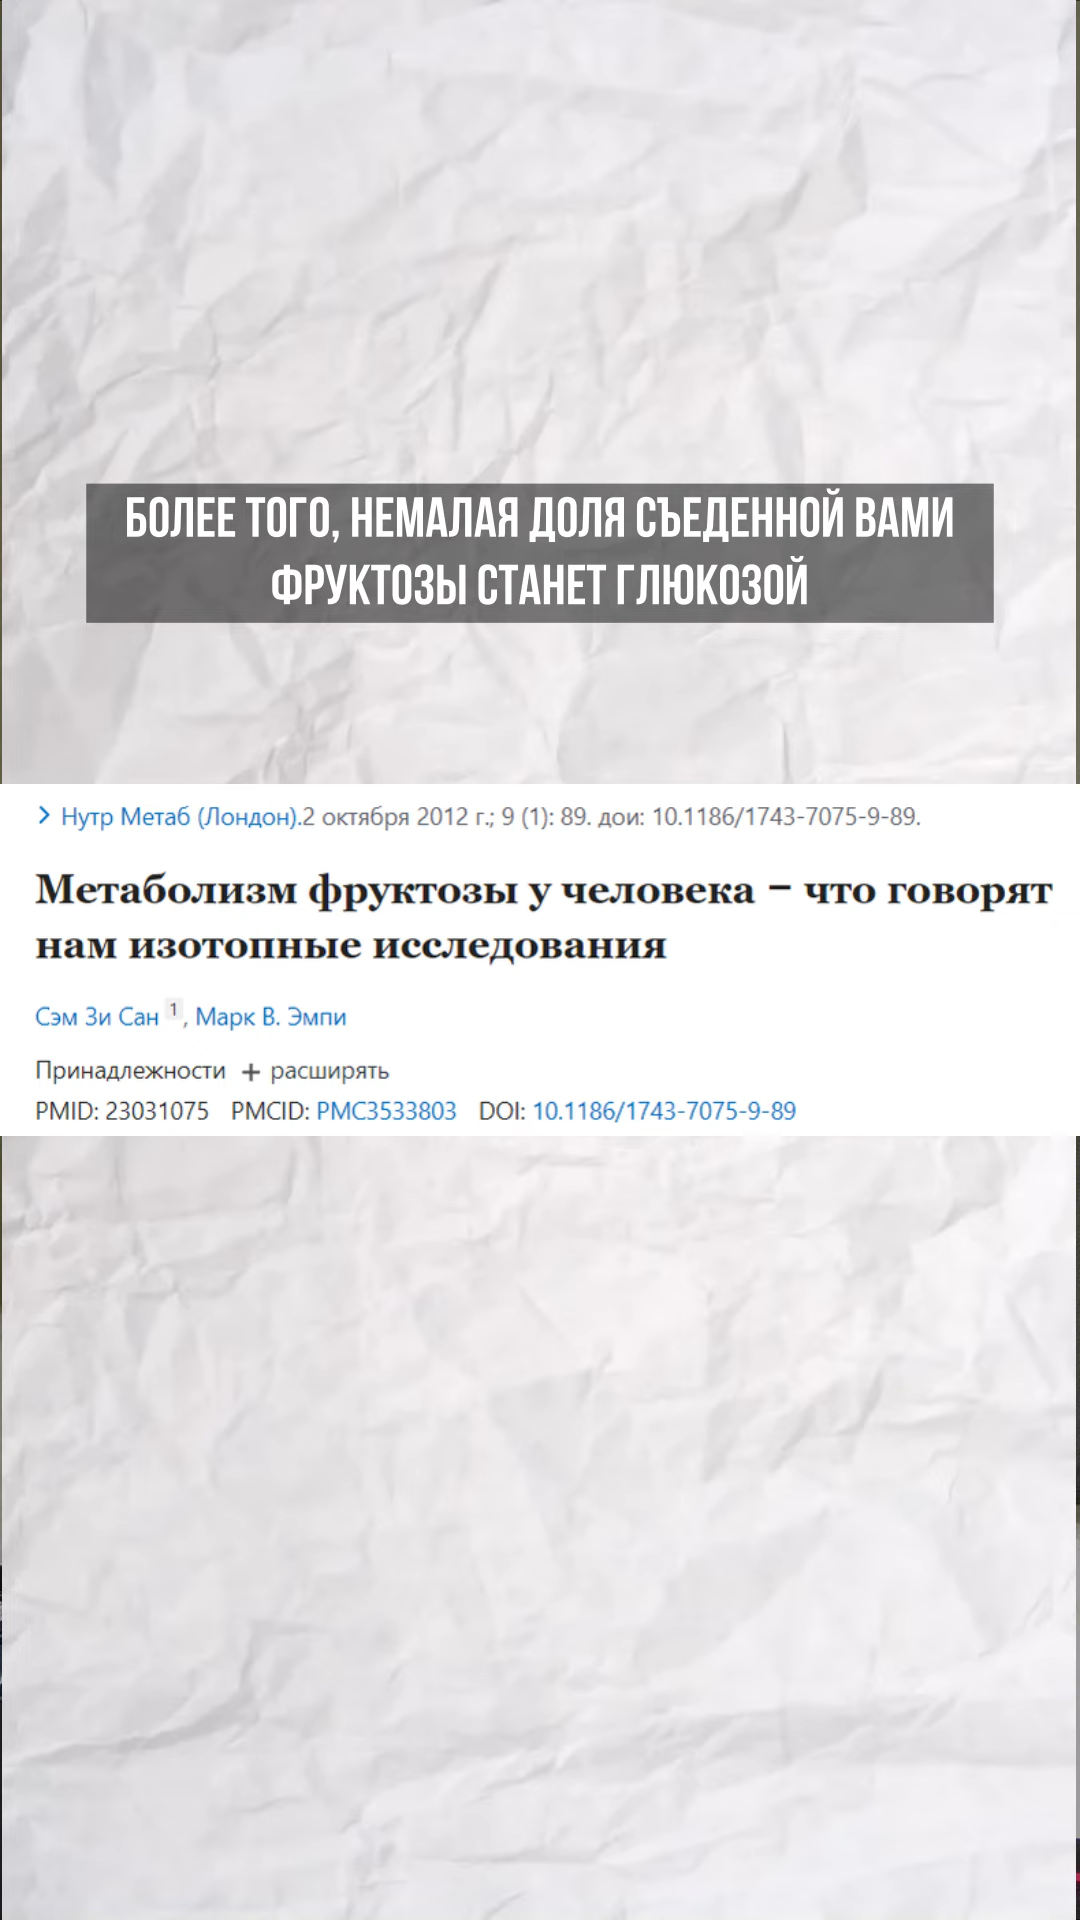 БОЛЕЕ ТОГО, НЕМАЛАЯ ДОЛЯ СЪЕДЕННОЙ ВАМИ
ФРУКТОЗЫ СТАНЕТ ГЛЮКОЗОЙ
> Нутр Метаб (Лондон).2 октября 2012 г.; 9 (1): 89. дои: 10.1186/1743-7075-9-89.
Метаболизм фруктозы у человека – что говорят
нам изотопные исследования
Сэм Зи Сан 1, Марк В. Эмпи
Принадлежности + расширять
PMID: 23031075 PMCID: PMC3533803 DOI: 10.1186/1743-7075-9-89